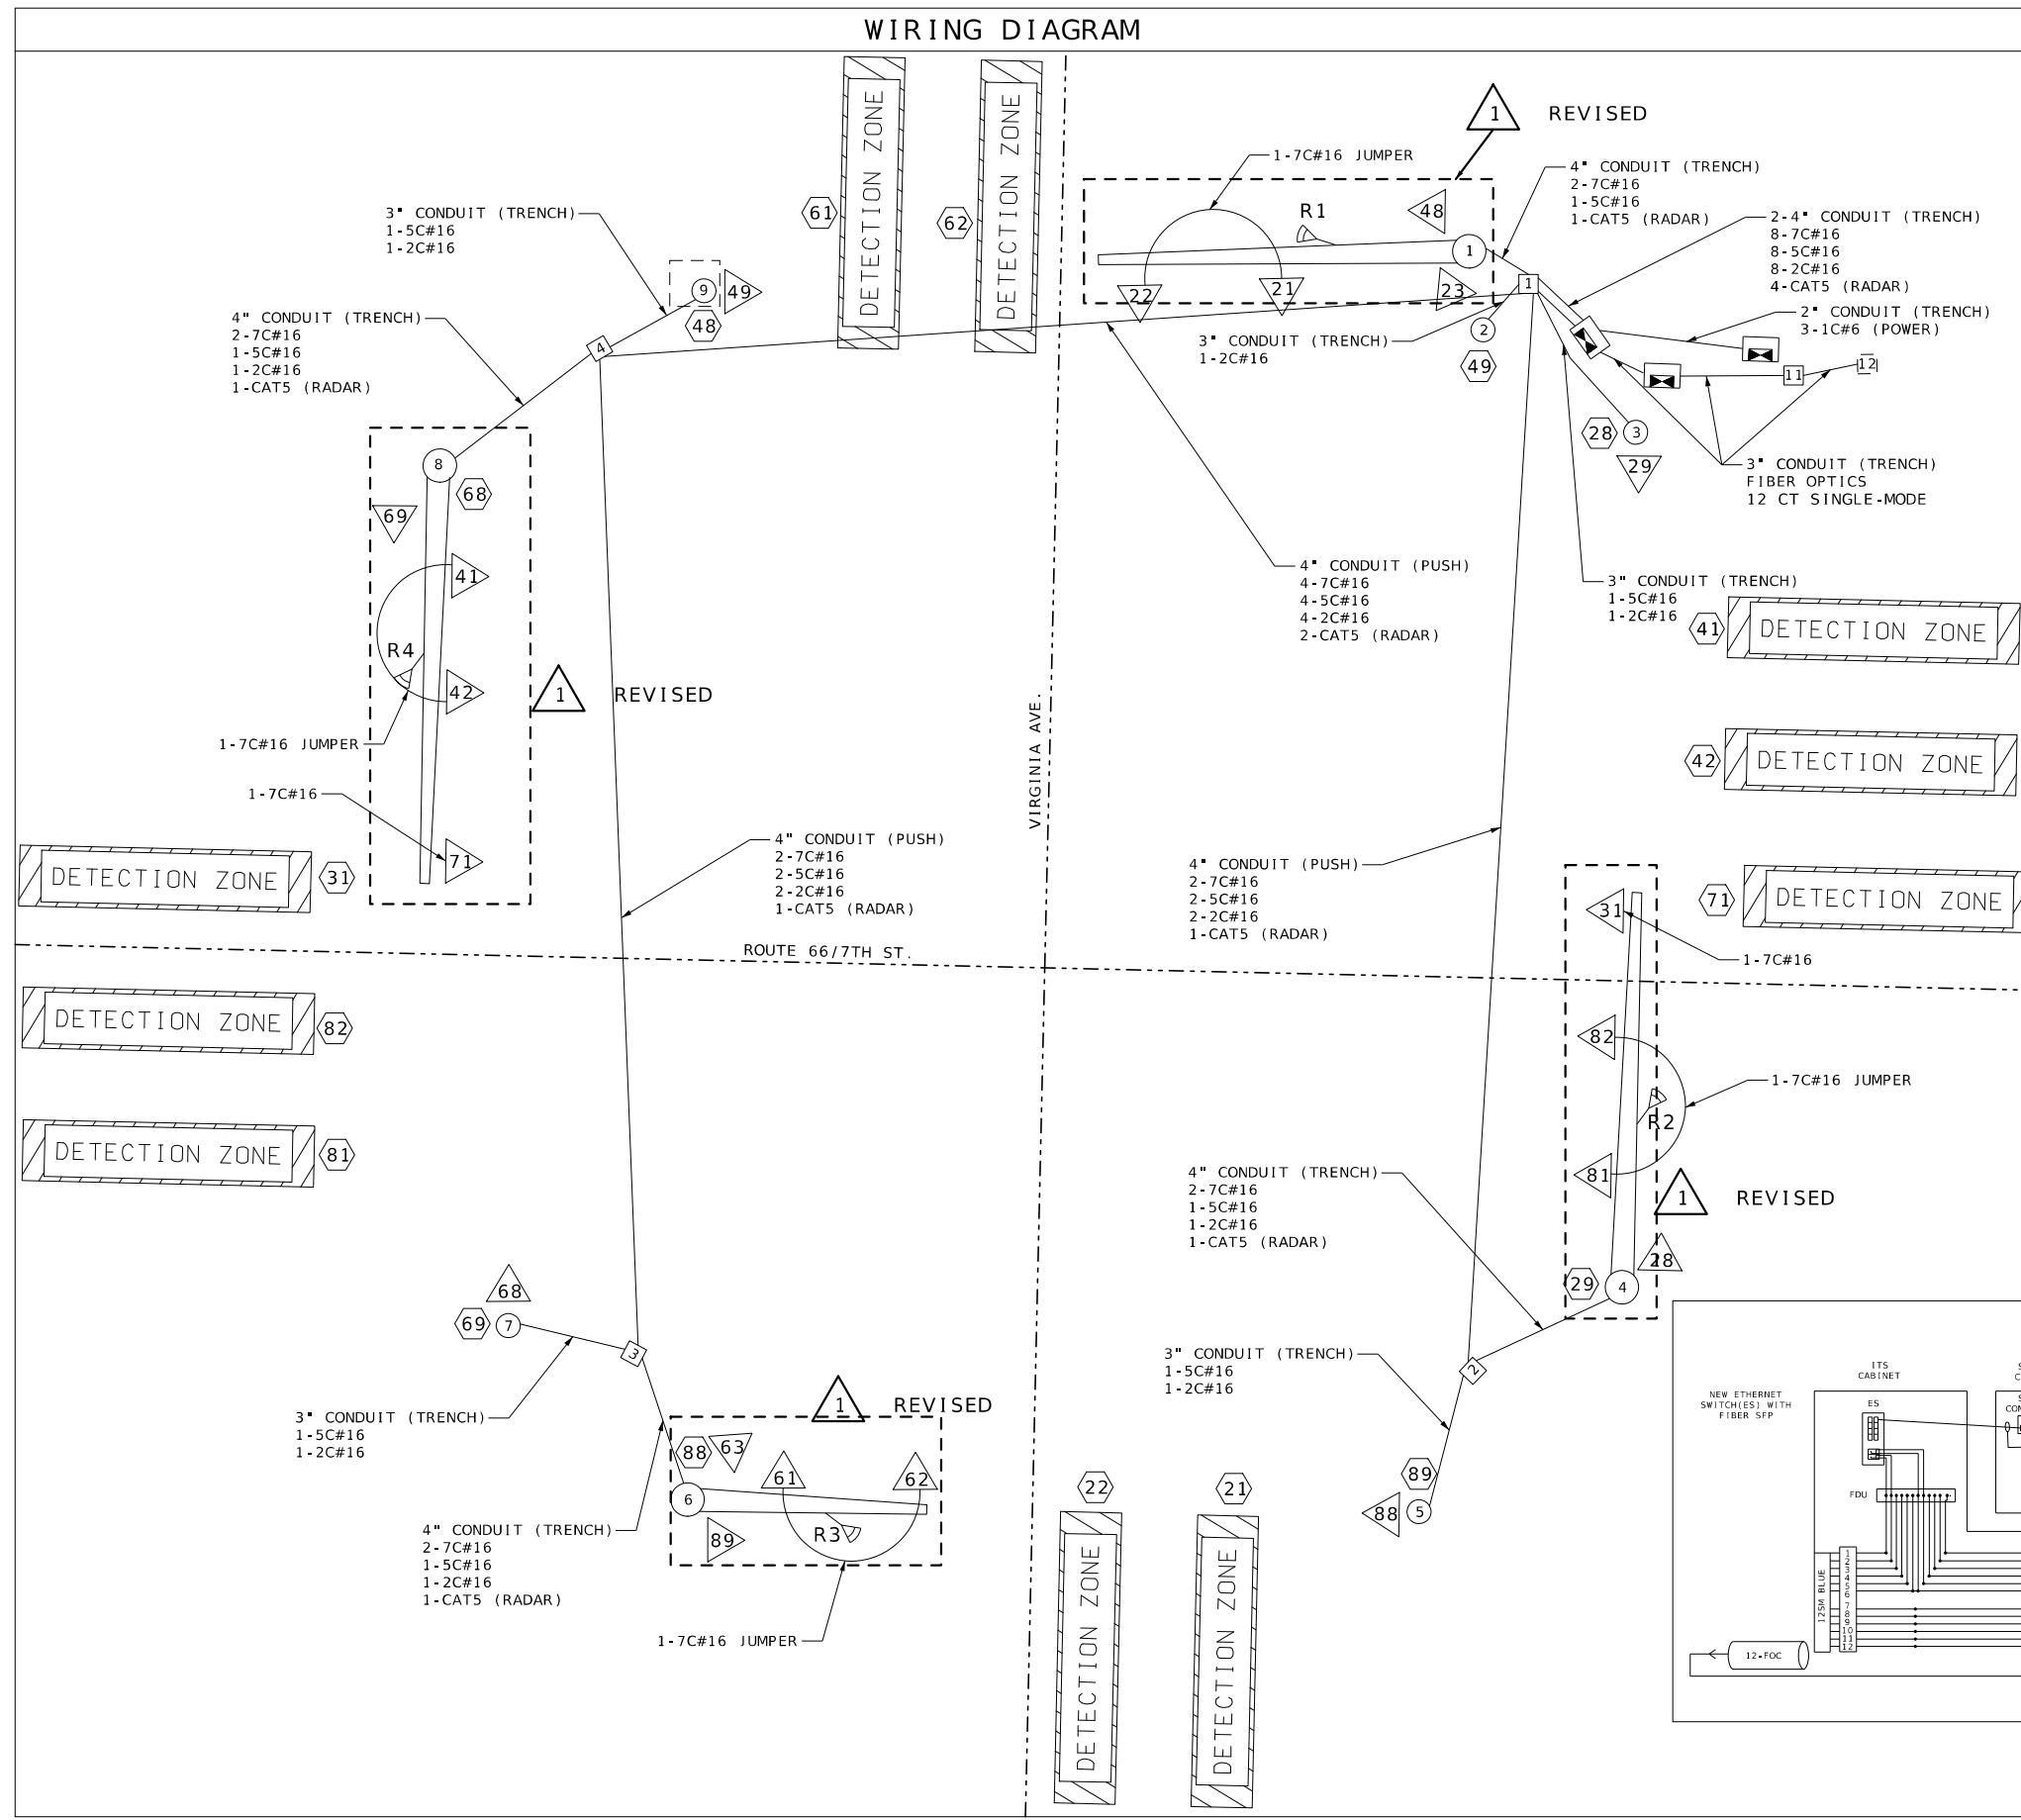 WIRING DIAGRAM
DETECTION ZONE
61
DETECTION ZONE
62
1
REVISED
1-7C#16 JUMPER
R1
48
1
22
21
23
4" CONDUIT (TRENCH)
2-7C#16
1-5C#16
1-CAT5 (RADAR)
2-4" CONDUIT (TRENCH)
8-7C#16
8-5C#16
8-2C#16
4-CAT5 (RADAR)
2" CONDUIT (TRENCH)
3-1C#6 (POWER)
1
2
49
3" CONDUIT (TRENCH)
1-2C#16
11
12
28
3
29
3" CONDUIT (TRENCH)
FIBER OPTICS
12 CT SINGLE-MODE
3" CONDUIT (TRENCH)
1-5C#16
1-2C#16
9
49
48
4
4" CONDUIT (TRENCH)
2-7C#16
1-5C#16
1-2C#16
1-CAT5 (RADAR)
8
68
69
41
R4
42
1-7C#16 JUMPER
1-7C#16
71
1
REVISED
4" CONDUIT (PUSH)
4-7C#16
4-5C#16
4-2C#16
2-CAT5 (RADAR)
3" CONDUIT (TRENCH)
1-5C#16
1-2C#16
41
DETECTION ZONE
42
DETECTION ZONE
71
DETECTION ZONE
VIRGINIA AVE.
4" CONDUIT (PUSH)
2-7C#16
2-5C#16
2-2C#16
1-CAT5 (RADAR)
4" CONDUIT (PUSH)
2-7C#16
2-5C#16
2-2C#16
1-CAT5 (RADAR)
DETECTION ZONE
31
ROUTE 66/7TH ST.
DETECTION ZONE
82
DETECTION ZONE
81
31
1-7C#16
82
1-7C#16 JUMPER
R2
81
1
REVISED
28
29
4
4" CONDUIT (TRENCH)
2-7C#16
1-5C#16
1-2C#16
1-CAT5 (RADAR)
2
3" CONDUIT (TRENCH)
1-5C#16
1-2C#16
89
88
5
68
69
7
3
3" CONDUIT (TRENCH)
1-5C#16
1-2C#16
1
REVISED
88
63
61
62
6
89
R3
4" CONDUIT (TRENCH)
2-7C#16
1-5C#16
1-2C#16
1-CAT5 (RADAR)
1-7C#16 JUMPER
22
DETECTION ZONE
21
DETECTION ZONE
ITS
CABINET
NEW ETHERNET
SWITCH(ES) WITH
FIBER SFP
ES
FDU
12SM BLUE
1
2
3
4
5
6
7
8
9
10
11
12
12-FOC